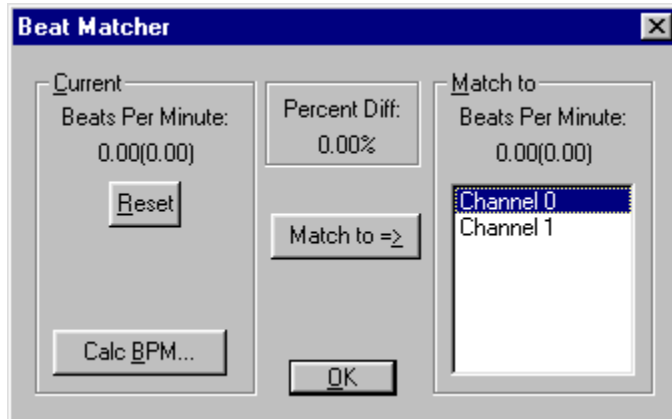 Beat Matcher
Current
Beats Per Minute:
0.00(0.00)
Reset
Calc BPM...
Percent Diff:
0.00%
Match to =>
OK
Match to
Beats Per Minute:
0.00(0.00)
Channel 0
Channel 1